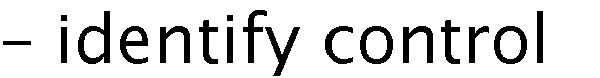 – identify control